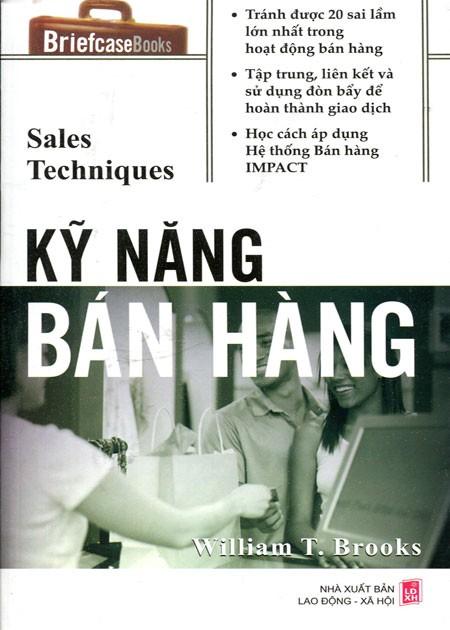 BriefcaseBooks
• Tránh được 20 sai lầm
lớn nhất trong
hoạt động bán hàng
• Tập trung, liên kết và
sử dụng đòn bẩy để
hoàn thành giao dịch
• Học cách áp dụng
Hệ thống Bán hàng
IMPACT
Sales
Techniques
KỸ NĂNG
BÁN HÀNG
William T. Brooks
NHÀ XUẤT BẢN
LAO ĐỘNG - XÃ HỘI
LĐ
XH